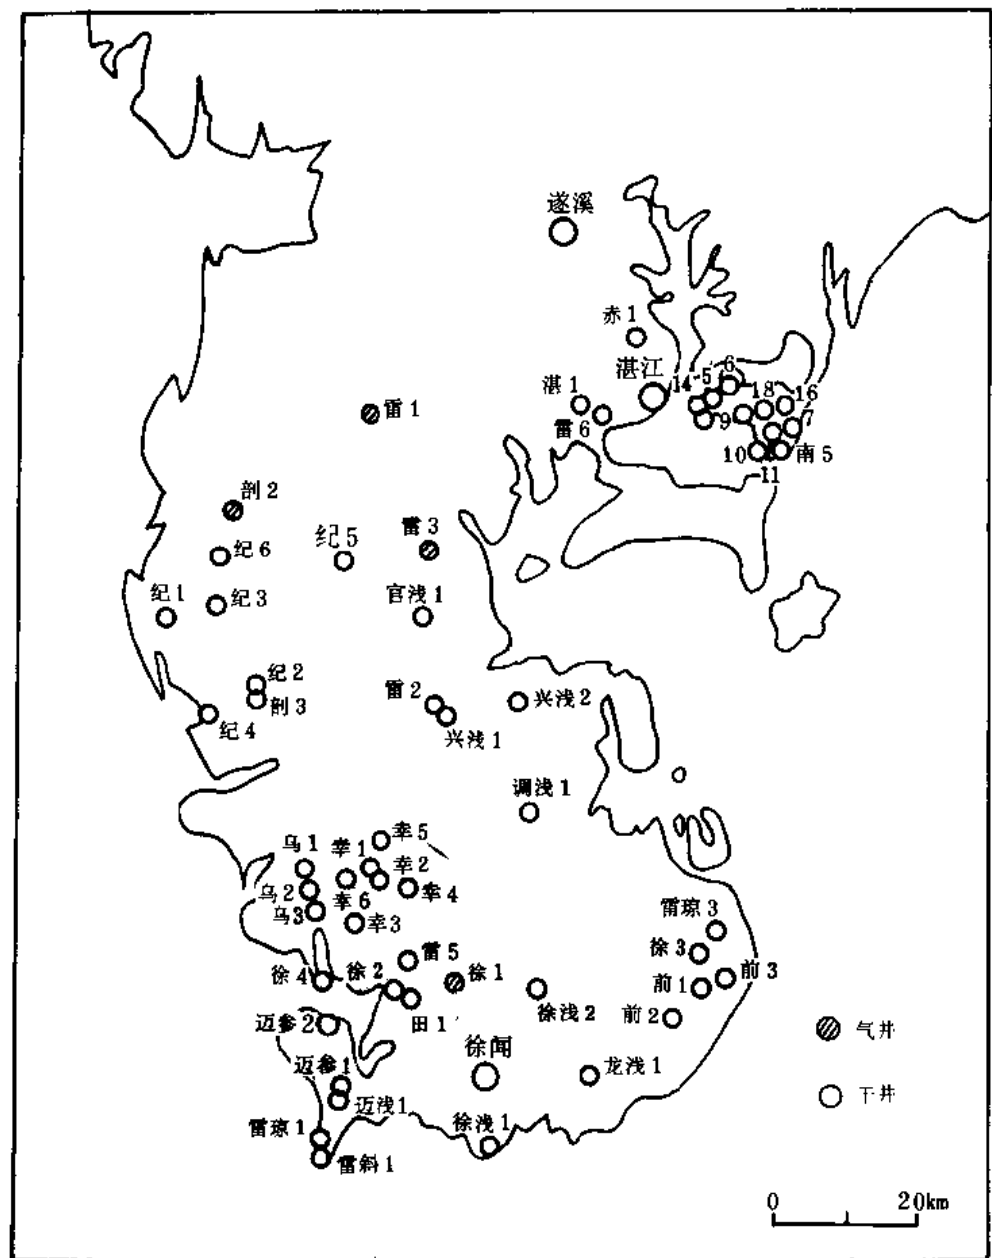 遂溪
赤1
湛江
湛1
雷6
14
5
6
18
16
9
7
10
南5
11
雷1
剖2
纪6
纪5
雷3
纪1
纪3
官浅1
纪2
剖3
纪4
雷2
兴浅1
兴浅2
调浅1
乌1
幸1
幸5
幸2
乌2
幸6
幸4
乌3
幸3
雷琼3
雷5
徐3
徐4
徐2
徐1
前3
前1
徐浅2
前2
田1
迈参2
徐闻
气井
迈参1
龙浅1
干井
迈浅1
雷琼1
徐浅1
雷斜1
0 20km